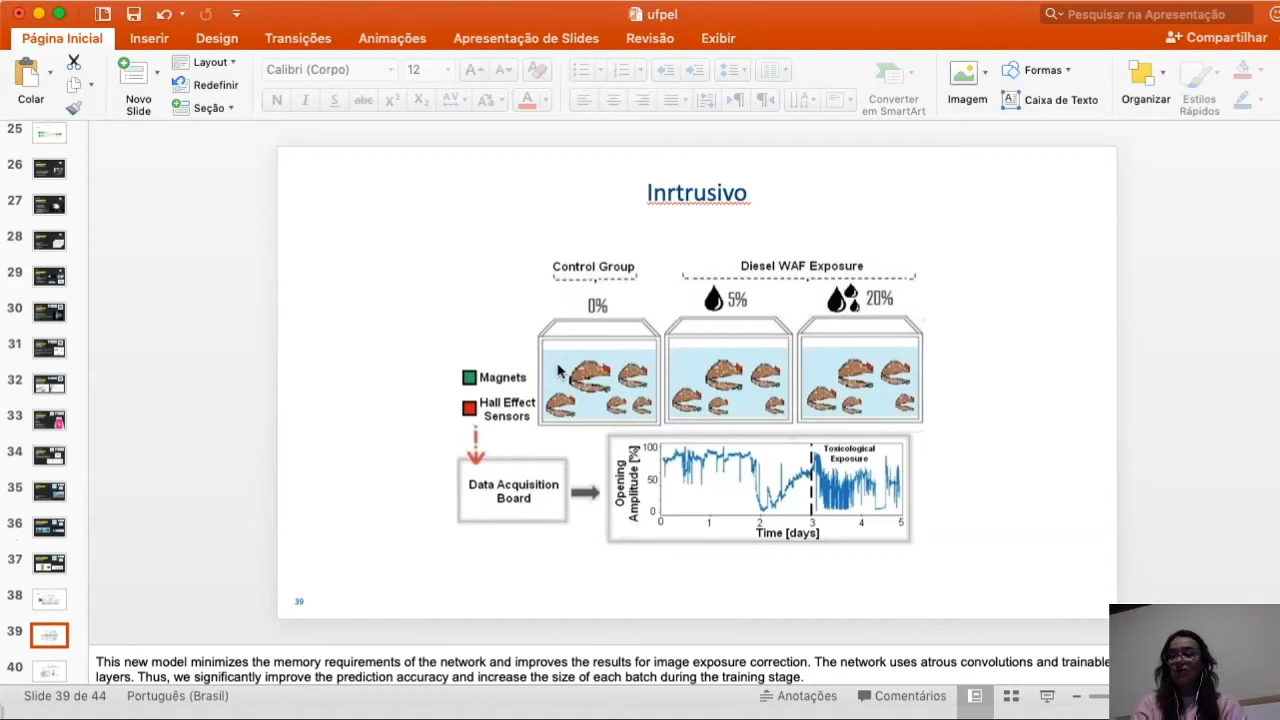 ufpel
Pesquisar na Apresentação
Página Inicial
Inserir
Design
Transições
Animações
Apresentação de Slides
Revisão
Exibir
Compartilhar
Colar
Novo
Slide
Layout
Redefinir
Seção
Calibri (Corpo)
12
N
I
S
abc
X²
X₂
AV
A
Converter
em SmartArt
Imagem
Formas
Caixa de Texto
Organizar
Estilos
Rápidos
25
26
27
28
29
30
31
32
33
34
35
36
37
38
39
40
Inrtrusivo
Control Group
Diesel WAF Exposure
0%
5%
20%
Magnets
Hall Effect
Sensors
Data Acquisition
Board
Opening
Amplitude [%]
100
50
0
Toxicological
Exposure
0 1 2 3 4 5
Time [days]
39
This new model minimizes the memory requirements of the network and improves the results for image exposure correction. The network uses atrous convolutions and trainable
layers. Thus, we significantly improve the prediction accuracy and increase the size of each batch during the training stage.
Slide 39 de 44
Português (Brasil)
Anotações
Comentários